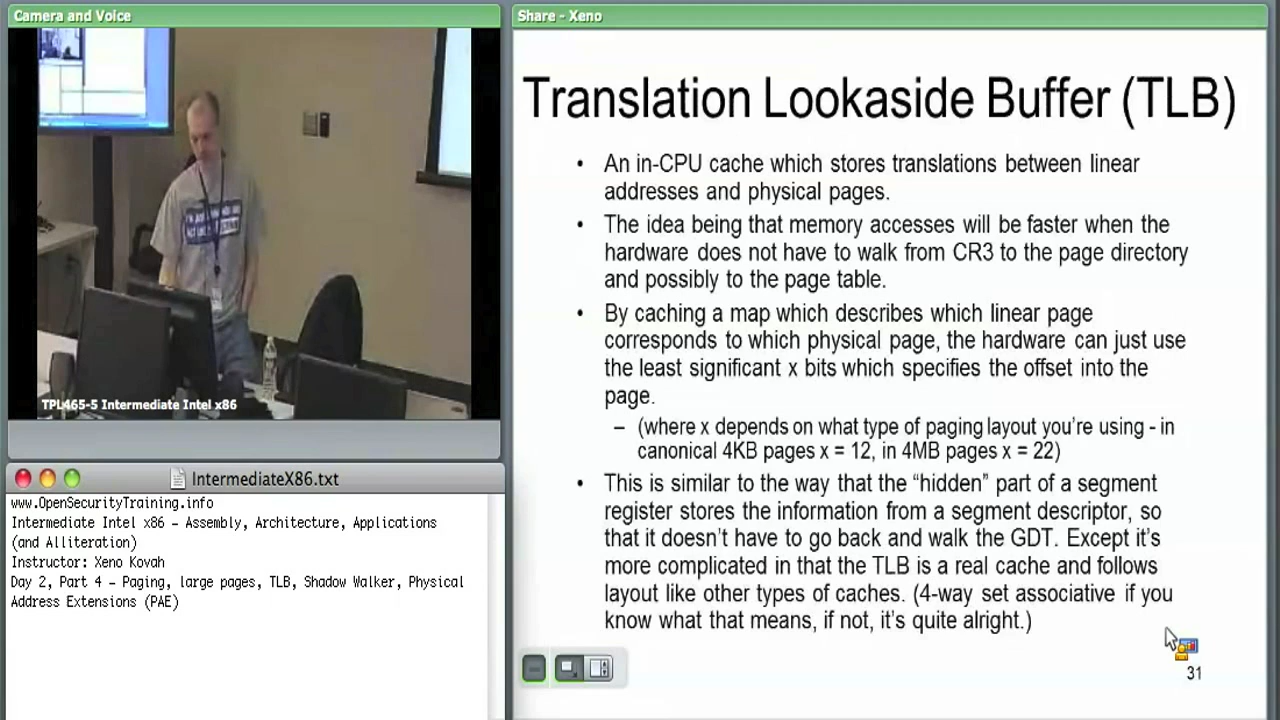 Camera and Voice
TPL465-5 Intermediate Intel x86
IntermediateX86.txt
www.OpenSecurityTraining.info
Intermediate Intel x86 – Assembly, Architecture, Applications
(and Alliteration)
Instructor: Xeno Kovah
Day 2, Part 4 – Paging, large pages, TLB, Shadow Walker, Physical
Address Extensions (PAE)
Share - Xeno
Translation Lookaside Buffer (TLB)
• An in-CPU cache which stores translations between linear
addresses and physical pages.
• The idea being that memory accesses will be faster when the
hardware does not have to walk from CR3 to the page directory
and possibly to the page table.
• By caching a map which describes which linear page
corresponds to which physical page, the hardware can just use
the least significant x bits which specifies the offset into the
page.
– (where x depends on what type of paging layout you're using - in
canonical 4KB pages x = 12, in 4MB pages x = 22)
• This is similar to the way that the “hidden” part of a segment
register stores the information from a segment descriptor, so
that it doesn't have to go back and walk the GDT. Except it's
more complicated in that the TLB is a real cache and follows
layout like other types of caches. (4-way set associative if you
know what that means, if not, it's quite alright.)
31